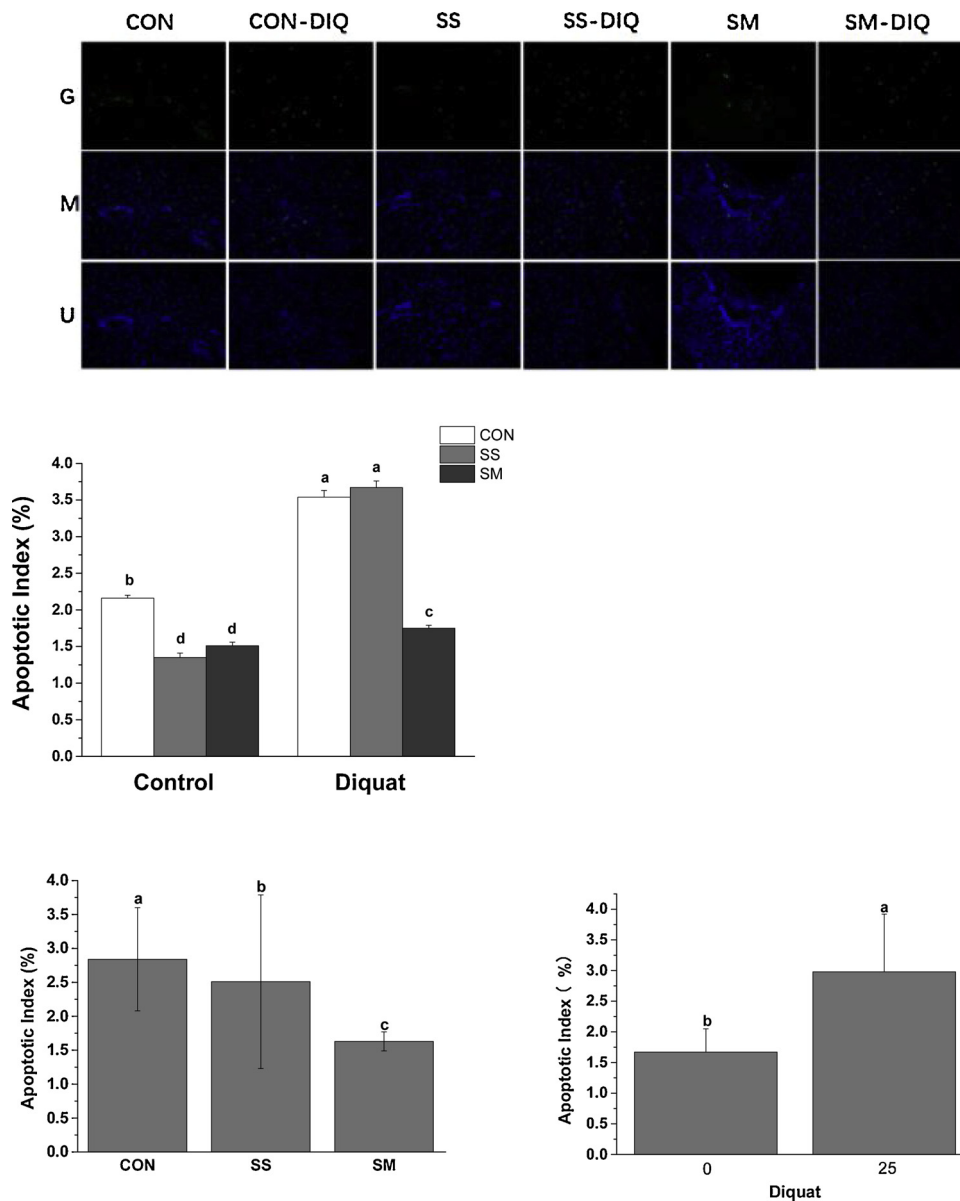 CON CON-DIQ SS SS-DIQ SM SM-DIQ
G
M
U
CON
SS
SM
Apoptotic Index (%)
4.0
3.5
3.0
2.5
2.0
1.5
1.0
0.5
0.0
b
d
d
a
a
c
Control Diquat
Apoptotic Index (%)
4.0
3.5
3.0
2.5
2.0
1.5
1.0
0.5
0.0
a
b
c
CON SS SM
Apoptotic Index ( %)
4.0
3.5
3.0
2.5
2.0
1.5
1.0
0.5
0.0
b
a
0 25
Diquat